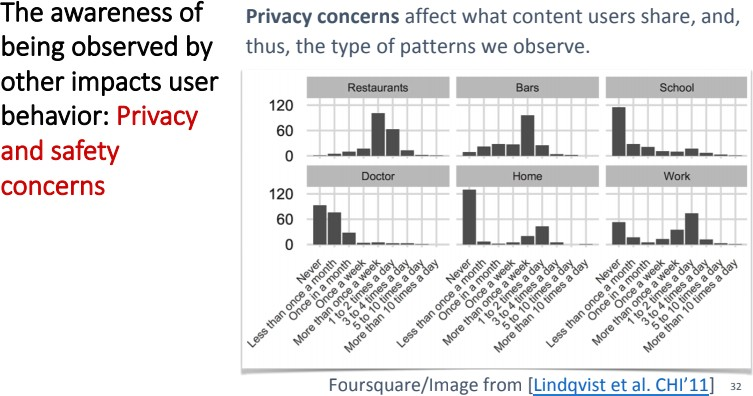 The awareness of
being observed by
other impacts user
behavior: Privacy
and safety
concerns
Privacy concerns affect what content users share, and,
thus, the type of patterns we observe.
Restaurants
Bars
School
120
60
0
Doctor
Home
Work
120
60
0
Never
Less than once a month
Once in a month
Once a week
More than once a week
1 to 2 times a day
3 to 4 times a day
5 to 10 times a day
More than 10 times a day
Never
Less than once a month
Once in a month
Once a week
More than once a week
1 to 2 times a day
3 to 4 times a day
5 to 10 times a day
More than 10 times a day
Never
Less than once a month
Once in a month
Once a week
More than once a week
1 to 2 times a day
3 to 4 times a day
5 to 10 times a day
More than 10 times a day
Foursquare/Image from [Lindqvist et al. CHI’11]
32